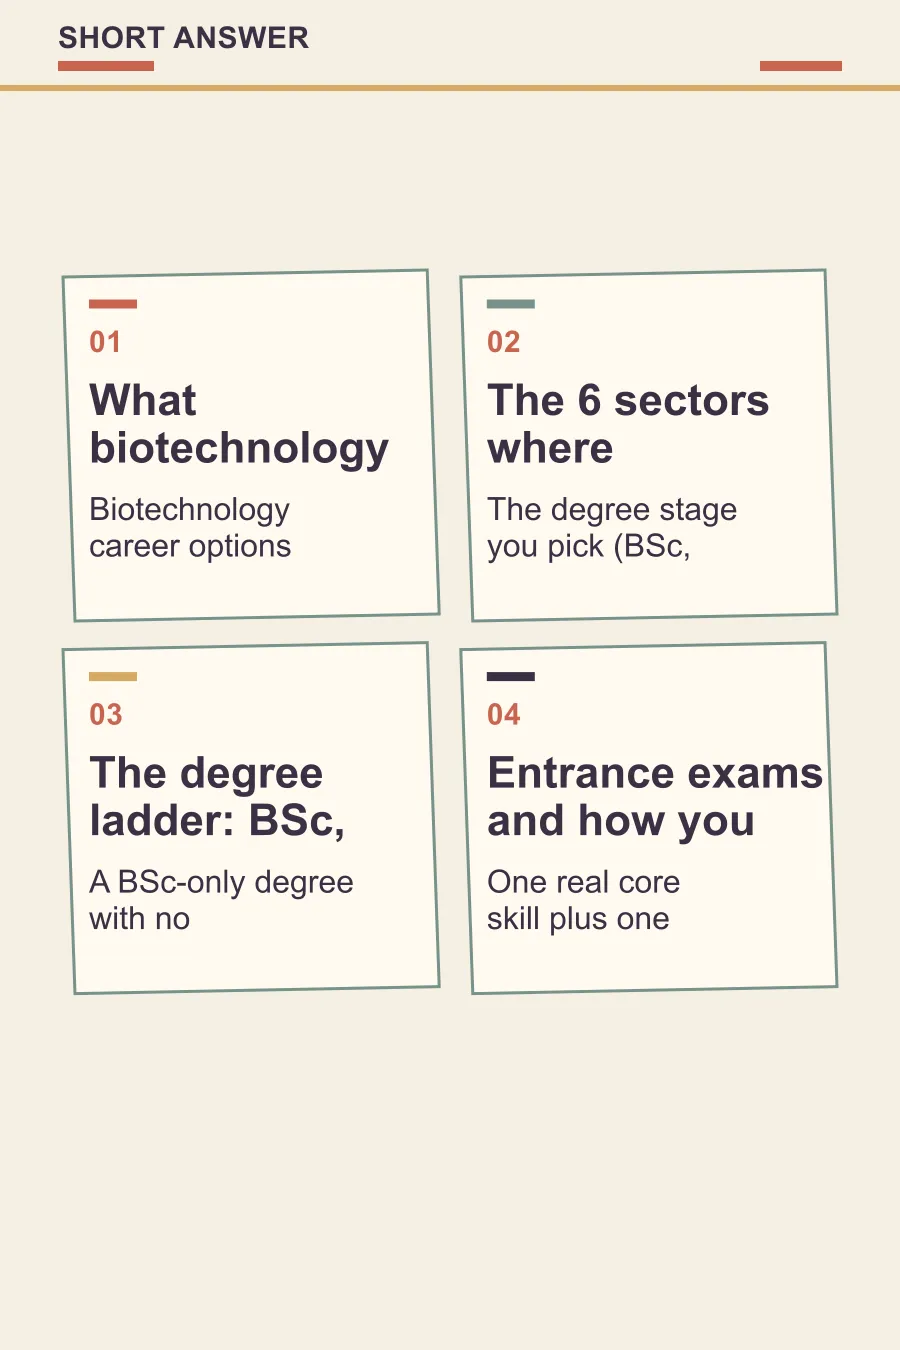 SHORT ANSWER
01
What
biotechnology
Biotechnology
career options
02
The 6 sectors
where
The degree stage
you pick (BSc,
03
The degree
ladder: BSc,
A BSc-only degree
with no
04
Entrance exams
and how you
One real core
skill plus one